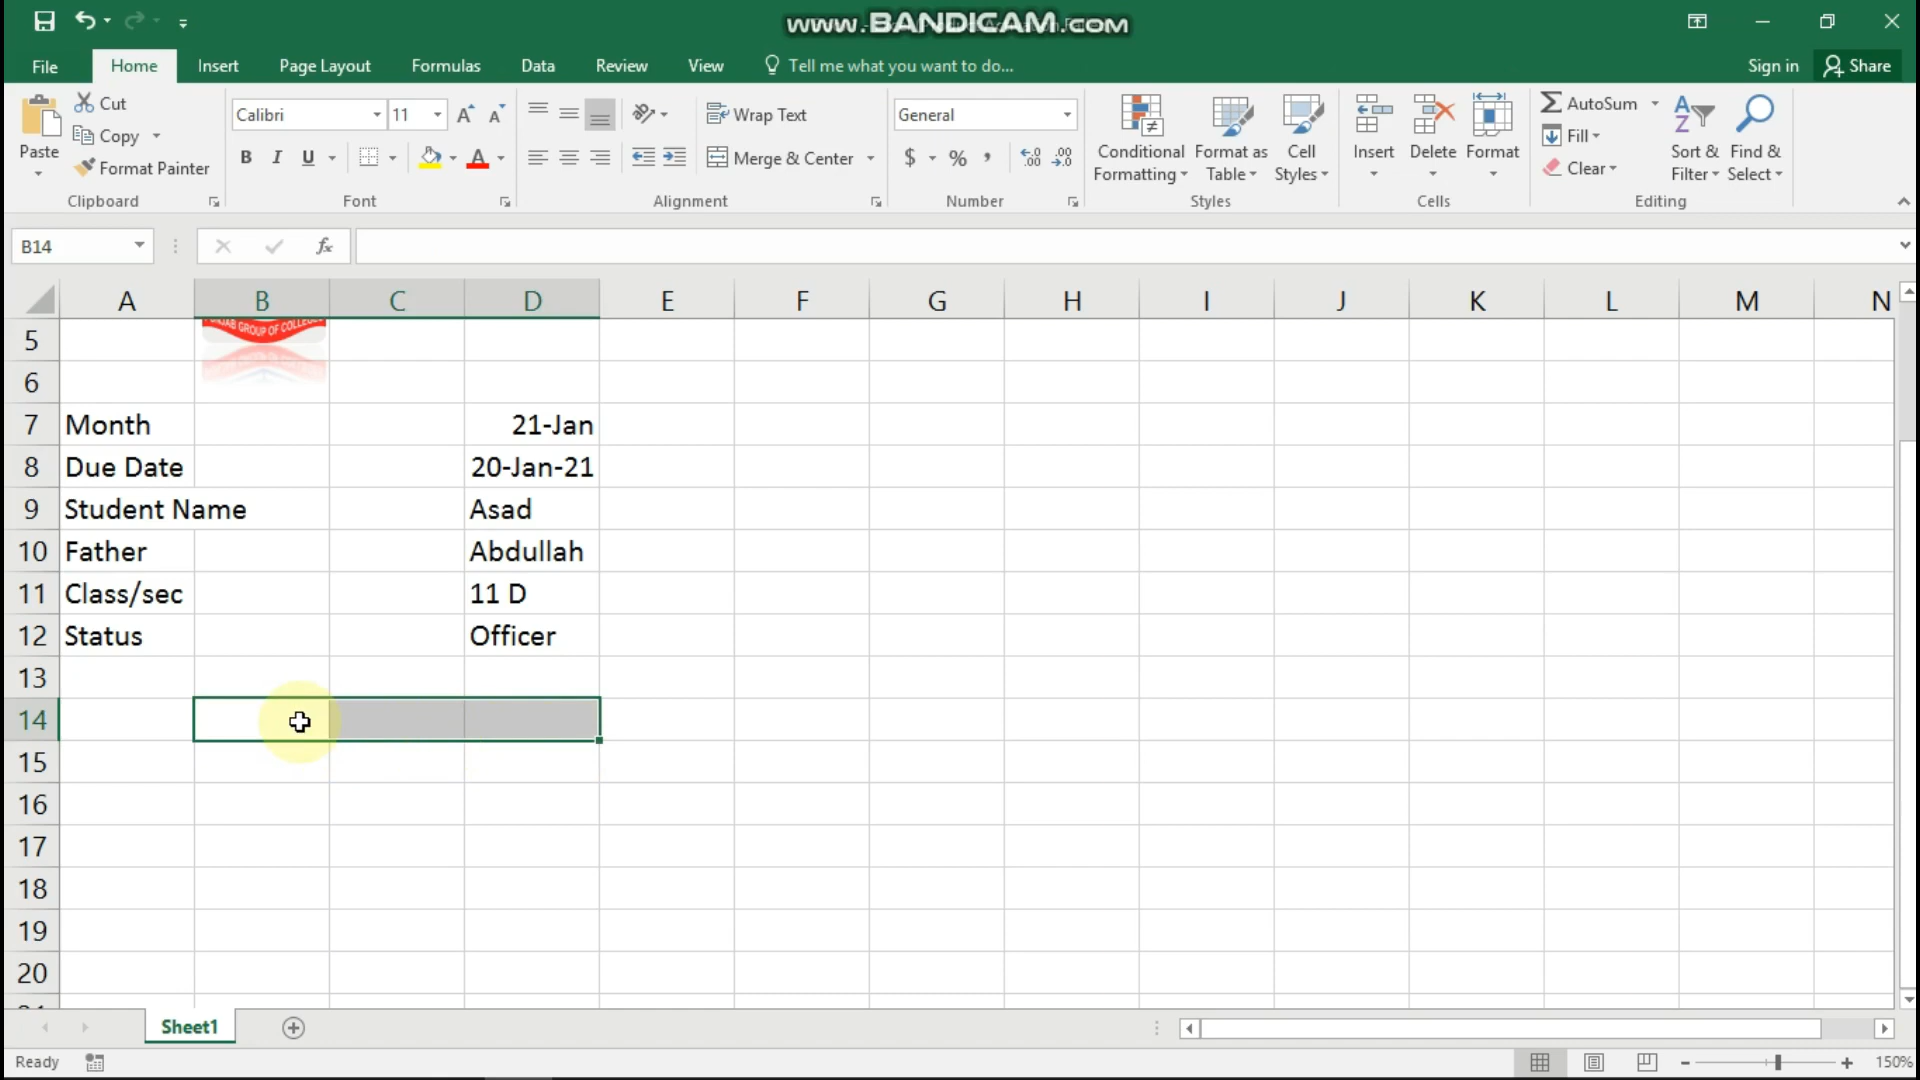 www.BANDICAM.com
File Home Insert Page Layout Formulas Data Review View Tell me what you want to do... Sign in Share
Paste Cut Copy Format Painter
Clipboard
Calibri 11
B I U A
Font
Wrap Text
Merge & Center
Alignment
General
$ % ,
Number
Conditional Formatting Format as Table Cell Styles
Styles
Insert Delete Format
Cells
AutoSum Fill Clear
Sort & Filter Find & Select
Editing
B14 fx
A B C D E F G H I J K L M N
5 GROUP OF COLLEGES
6
7 Month 21-Jan
8 Due Date 20-Jan-21
9 Student Name Asad
10 Father Abdullah
11 Class/sec 11 D
12 Status Officer
13
14
15
16
17
18
19
20
Sheet1
Ready 150%